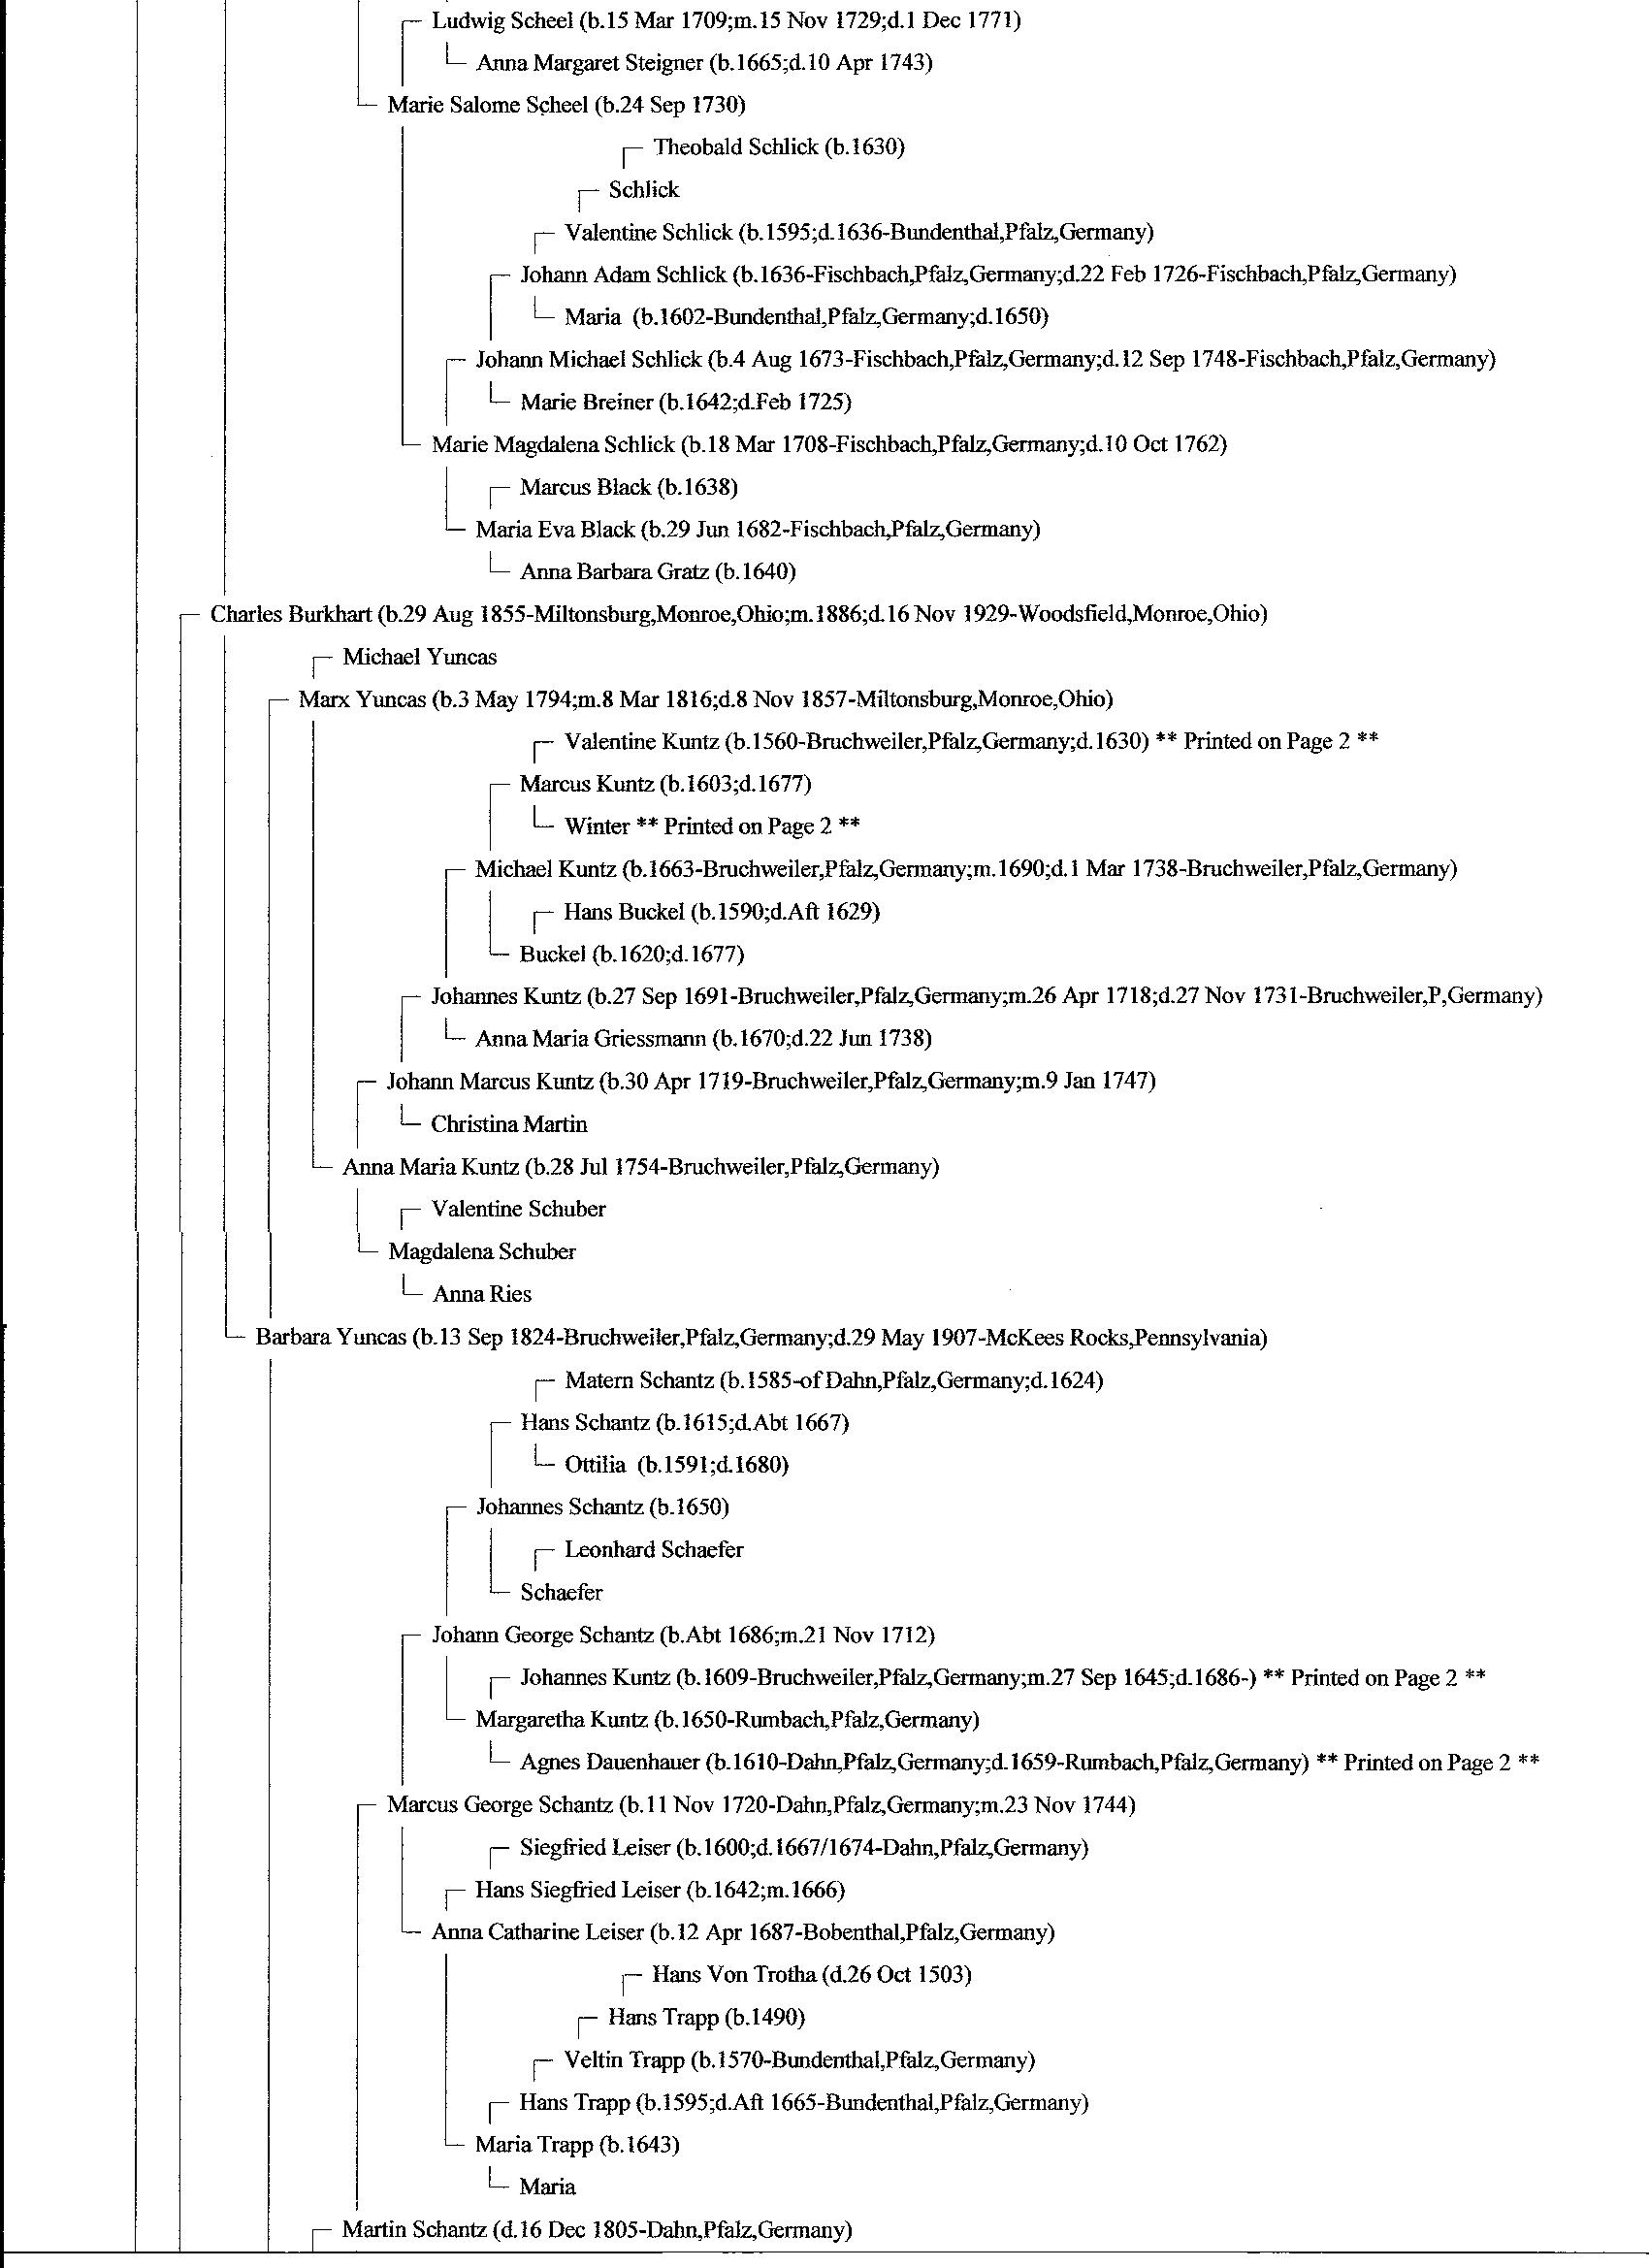 Ludwig Scheel (b.15 Mar 1709;m.15 Nov 1729;d.1 Dec 1771)
Anna Margaret Steigner (b.1665;d.10 Apr 1743)
Marie Salome Scheel (b.24 Sep 1730)
Theobald Schlick (b.1630)
Schlick
Valentine Schlick (b.1595;d.1636-Bundenthal,Pfalz,Germany)
Johann Adam Schlick (b.1636-Fischbach,Pfalz,Germany;d.22 Feb 1726-Fischbach,Pfalz,Germany)
Maria (b.1602-Bundenthal,Pfalz,Germany;d.1650)
Johann Michael Schlick (b.4 Aug 1673-Fischbach,Pfalz,Germany;d.12 Sep 1748-Fischbach,Pfalz,Germany)
Marie Breiner (b.1642;d.Feb 1725)
Marie Magdalena Schlick (b.18 Mar 1708-Fischbach,Pfalz,Germany;d.10 Oct 1762)
Marcus Black (b.1638)
Maria Eva Black (b.29 Jun 1682-Fischbach,Pfalz,Germany)
Anna Barbara Gratz (b.1640)
Charles Burkhart (b.29 Aug 1855-Miltonsburg,Monroe,Ohio;m.1886;d.16 Nov 1929-Woodsfield,Monroe,Ohio)
Michael Yuncas
Marx Yuncas (b.3 May 1794;m.8 Mar 1816;d.8 Nov 1857-Miltonsburg,Monroe,Ohio)
Valentine Kuntz (b.1560-Bruchweiler,Pfalz,Germany;d.1630) ** Printed on Page 2 **
Marcus Kuntz (b.1603;d.1677)
Winter ** Printed on Page 2 **
Michael Kuntz (b.1663-Bruchweiler,Pfalz,Germany;m.1690;d.1 Mar 1738-Bruchweiler,Pfalz,Germany)
Hans Buckel (b.1590;d.Aft 1629)
Buckel (b.1620;d.1677)
Johannes Kuntz (b.27 Sep 1691-Bruchweiler,Pfalz,Germany;m.26 Apr 1718;d.27 Nov 1731-Bruchweiler,P,Germany)
Anna Maria Griessmann (b.1670;d.22 Jun 1738)
Johann Marcus Kuntz (b.30 Apr 1719-Bruchweiler,Pfalz,Germany;m.9 Jan 1747)
Christina Martin
Anna Maria Kuntz (b.28 Jul 1754-Bruchweiler,Pfalz,Germany)
Valentine Schuber
Magdalena Schuber
Anna Ries
Barbara Yuncas (b.13 Sep 1824-Bruchweiler,Pfalz,Germany;d.29 May 1907-McKees Rocks,Pennsylvania)
Matern Schantz (b.1585-of Dahn,Pfalz,Germany;d.1624)
Hans Schantz (b.1615;d.Abt 1667)
Ottilia (b.1591;d.1680)
Johannes Schantz (b.1650)
Leonhard Schaefer
Schaefer
Johann George Schantz (b.Abt 1686;m.21 Nov 1712)
Johannes Kuntz (b.1609-Bruchweiler,Pfalz,Germany;m.27 Sep 1645;d.1686-) ** Printed on Page 2 **
Margaretha Kuntz (b.1650-Rumbach,Pfalz,Germany)
Agnes Dauenhauer (b.1610-Dahn,Pfalz,Germany;d.1659-Rumbach,Pfalz,Germany) ** Printed on Page 2 **
Marcus George Schantz (b.11 Nov 1720-Dahn,Pfalz,Germany;m.23 Nov 1744)
Siegfried Leiser (b.1600;d.1667/1674-Dahn,Pfalz,Germany)
Hans Siegfried Leiser (b.1642;m.1666)
Anna Catharine Leiser (b.12 Apr 1687-Bobenthal,Pfalz,Germany)
Hans Von Trotha (d.26 Oct 1503)
Hans Trapp (b.1490)
Veltin Trapp (b.1570-Bundenthal,Pfalz,Germany)
Hans Trapp (b.1595;d.Aft 1665-Bundenthal,Pfalz,Germany)
Maria Trapp (b.1643)
Maria
Martin Schantz (d.16 Dec 1805-Dahn,Pfalz,Germany)